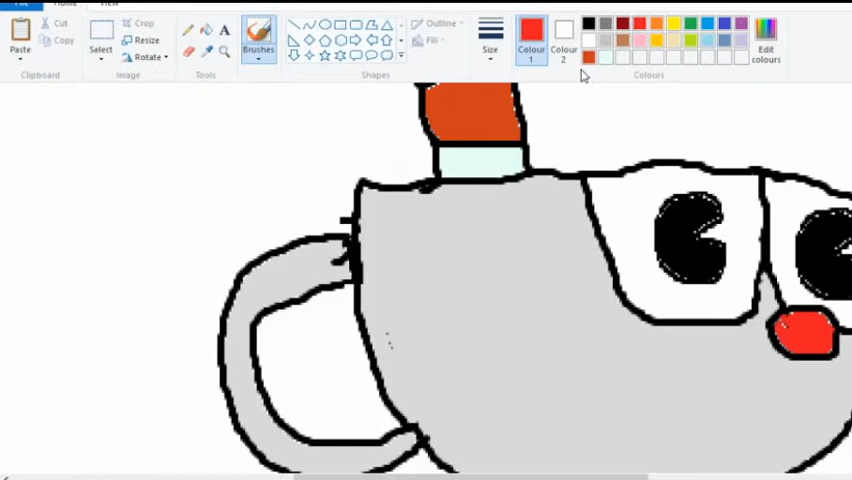 Home View
Paste
Cut
Copy
Clipboard
Select
Crop
Resize
Rotate
Image
A
Tools
Brushes
Outline
Fill
Shapes
Size
Colour
1
Colour
2
Edit
colours
Colours